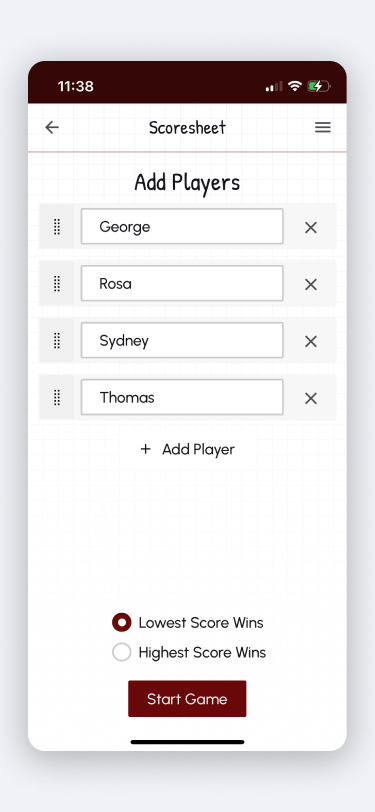 11:38
Scoresheet
Add Players
George
Rosa
Sydney
Thomas
+ Add Player
Lowest Score Wins
Highest Score Wins
Start Game